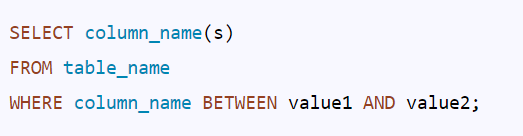 SELECT column_name(s)
FROM table_name
WHERE column_name BETWEEN value1 AND value2;